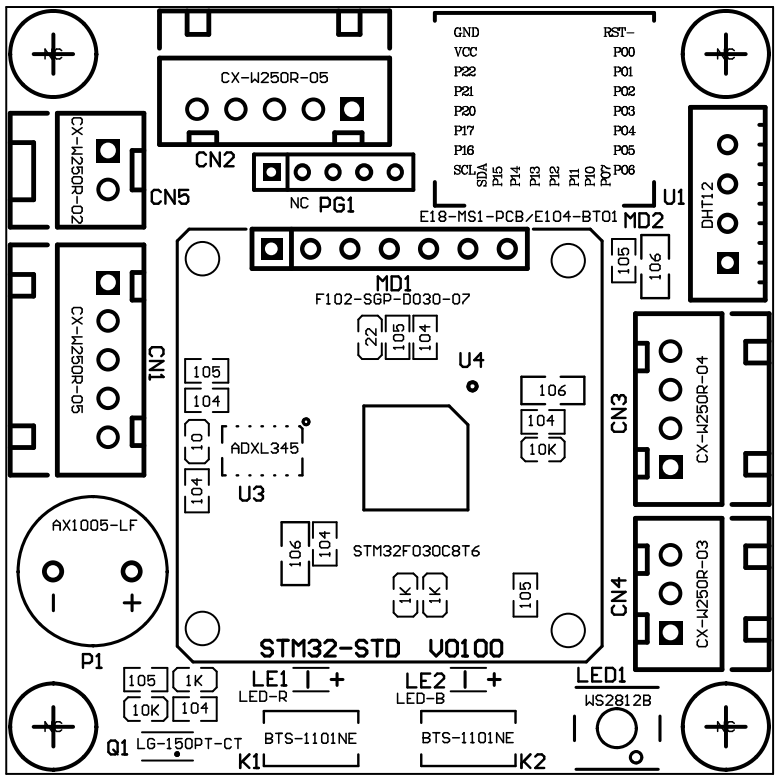 NC
CX-W250R-05
CN2
GND
RST-
VCC
P00
P22
P01
P21
P02
P20
P03
P17
P04
P16
P05
SCL
SDA
P15
P14
P13
P12
P11
P10
P07
P06
NC
CX-W250R-02
CN5
NC PG1
E18-MS1-PCB/E104-BT01
U1
MD2
DHT12
105
106
MD1
F102-SGP-D030-07
22
105
104
U4
CX-W250R-05
CN1
105
104
10
ADXL345
104
U3
106
104
10K
CN3
CX-W250R-04
AX1005-LF
- +
P1
106
104
STM32F030C8T6
1K
1K
105
CN4
CX-W250R-03
STM32-STD V0100
105
1K
10K
104
LE1 +
LED-R
LE2 +
LED-B
LED1
WS2812B
NC
Q1
LG-150PT-CT
BTS-1101NE
K1
BTS-1101NE
K2
NC